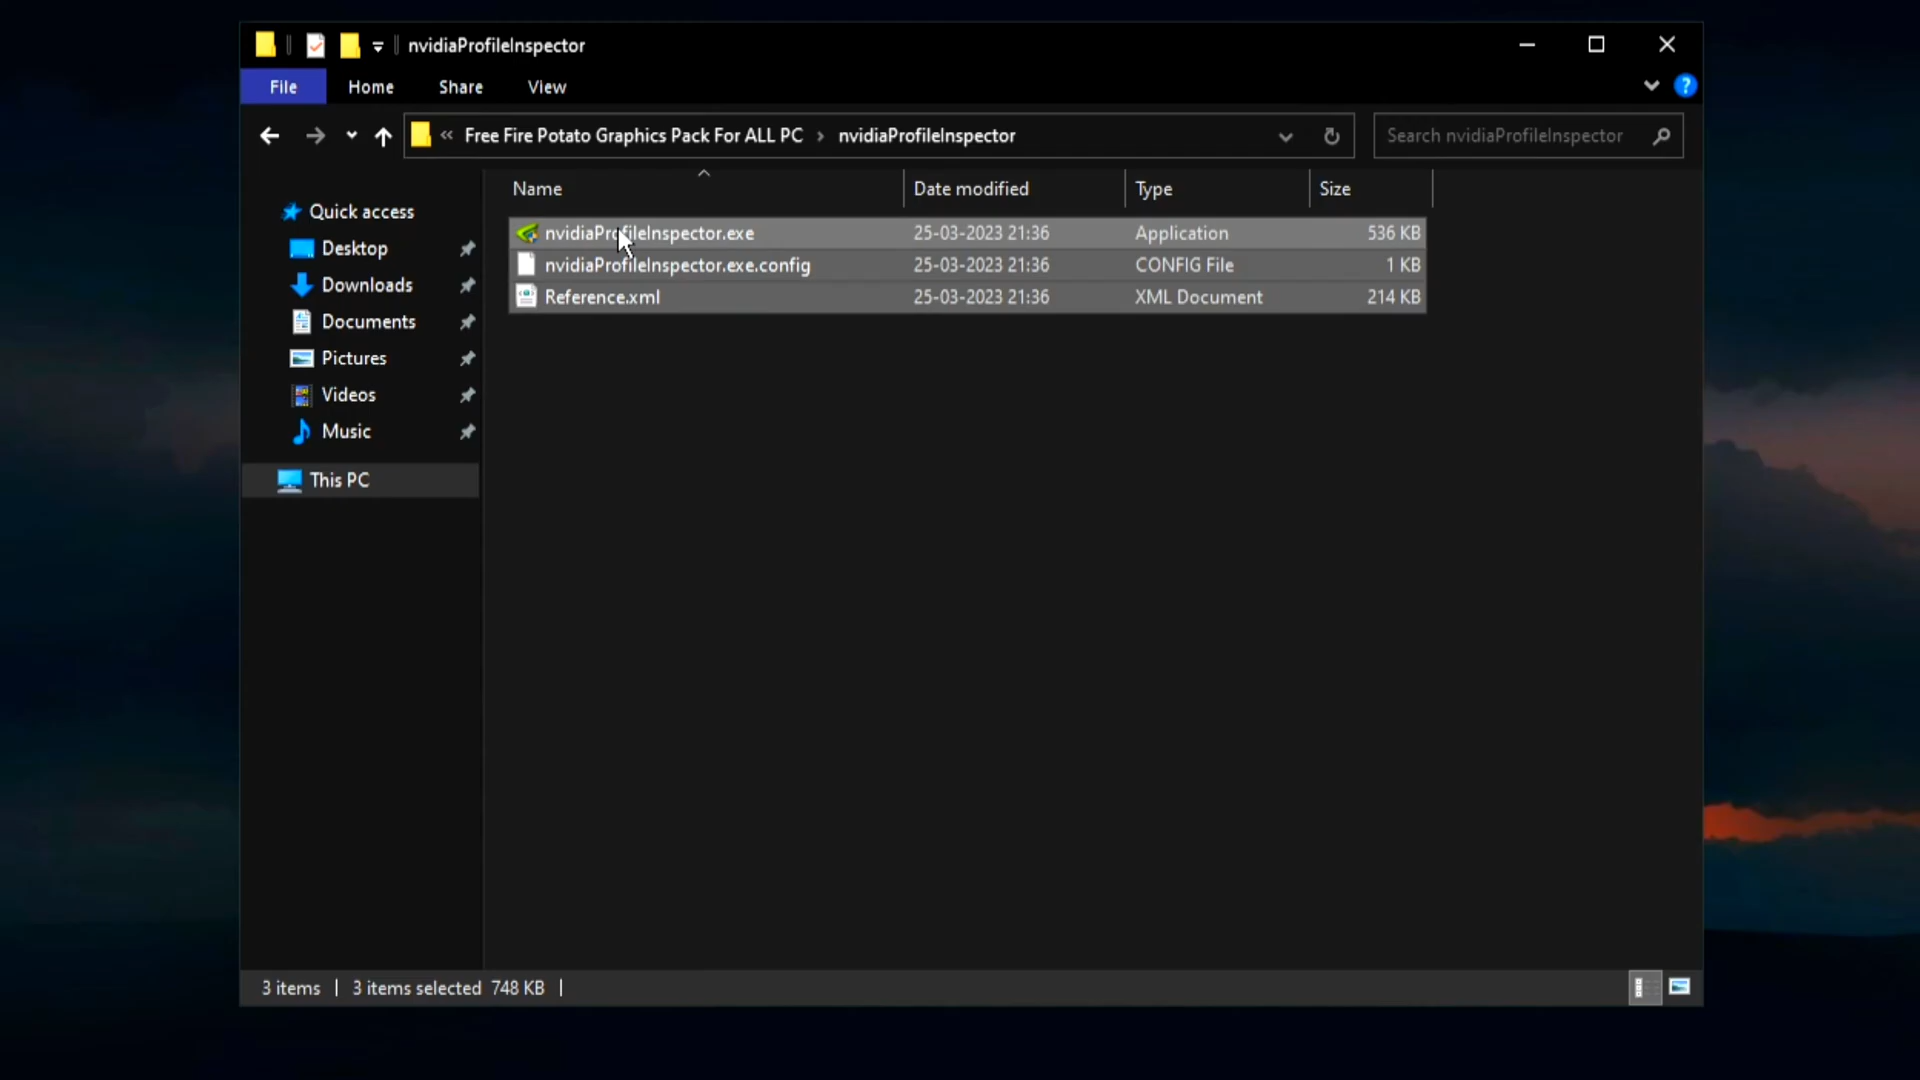 nvidiaProfileInspector
File Home Share View ?
« Free Fire Potato Graphics Pack For ALL PC › nvidiaProfileInspector Search nvidiaProfileInspector
Name Date modified Type Size
Quick access
Desktop
Downloads
Documents
Pictures
Videos
Music
This PC
nvidiaProfileInspector.exe 25-03-2023 21:36 Application 536 KB
nvidiaProfileInspector.exe.config 25-03-2023 21:36 CONFIG File 1 KB
Reference.xml 25-03-2023 21:36 XML Document 214 KB
3 items | 3 items selected 748 KB |